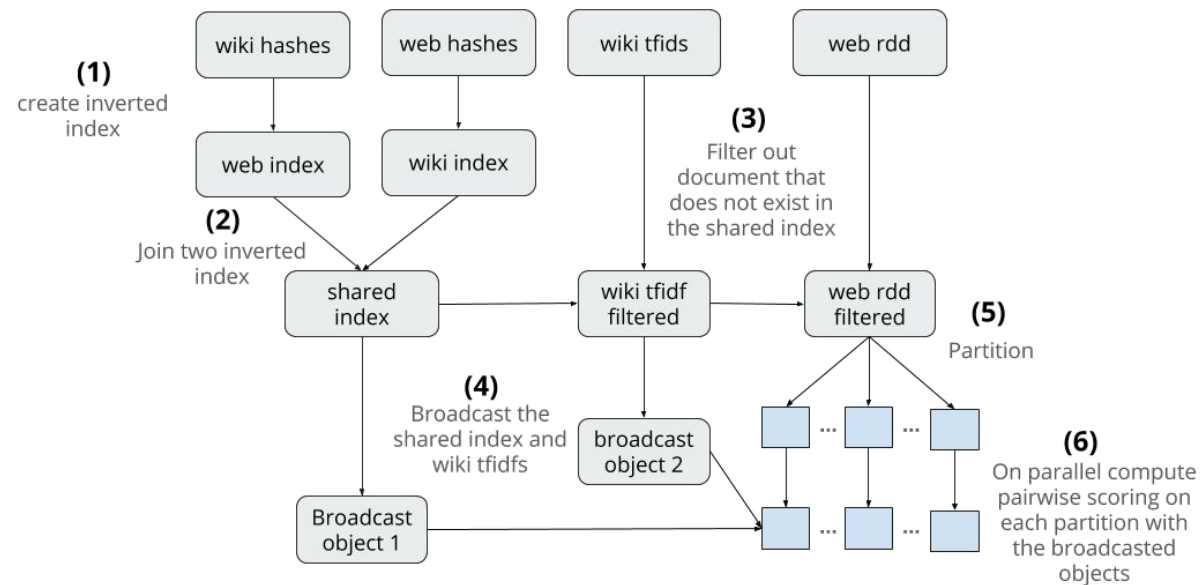 wiki hashes
web hashes
wiki tfids
web rdd
(1)
create inverted
index
web index
wiki index
(3)
Filter out
document that
does not exist in
the shared index
(2)
Join two inverted
index
shared
index
wiki tfidf
filtered
web rdd
filtered
(5)
Partition
(4)
Broadcast the
shared index and
wiki tfidfs
broadcast
object 2
... ...
(6)
On parallel compute
pairwise scoring on
each partition with
the broadcasted
objects
Broadcast
object 1
... ...